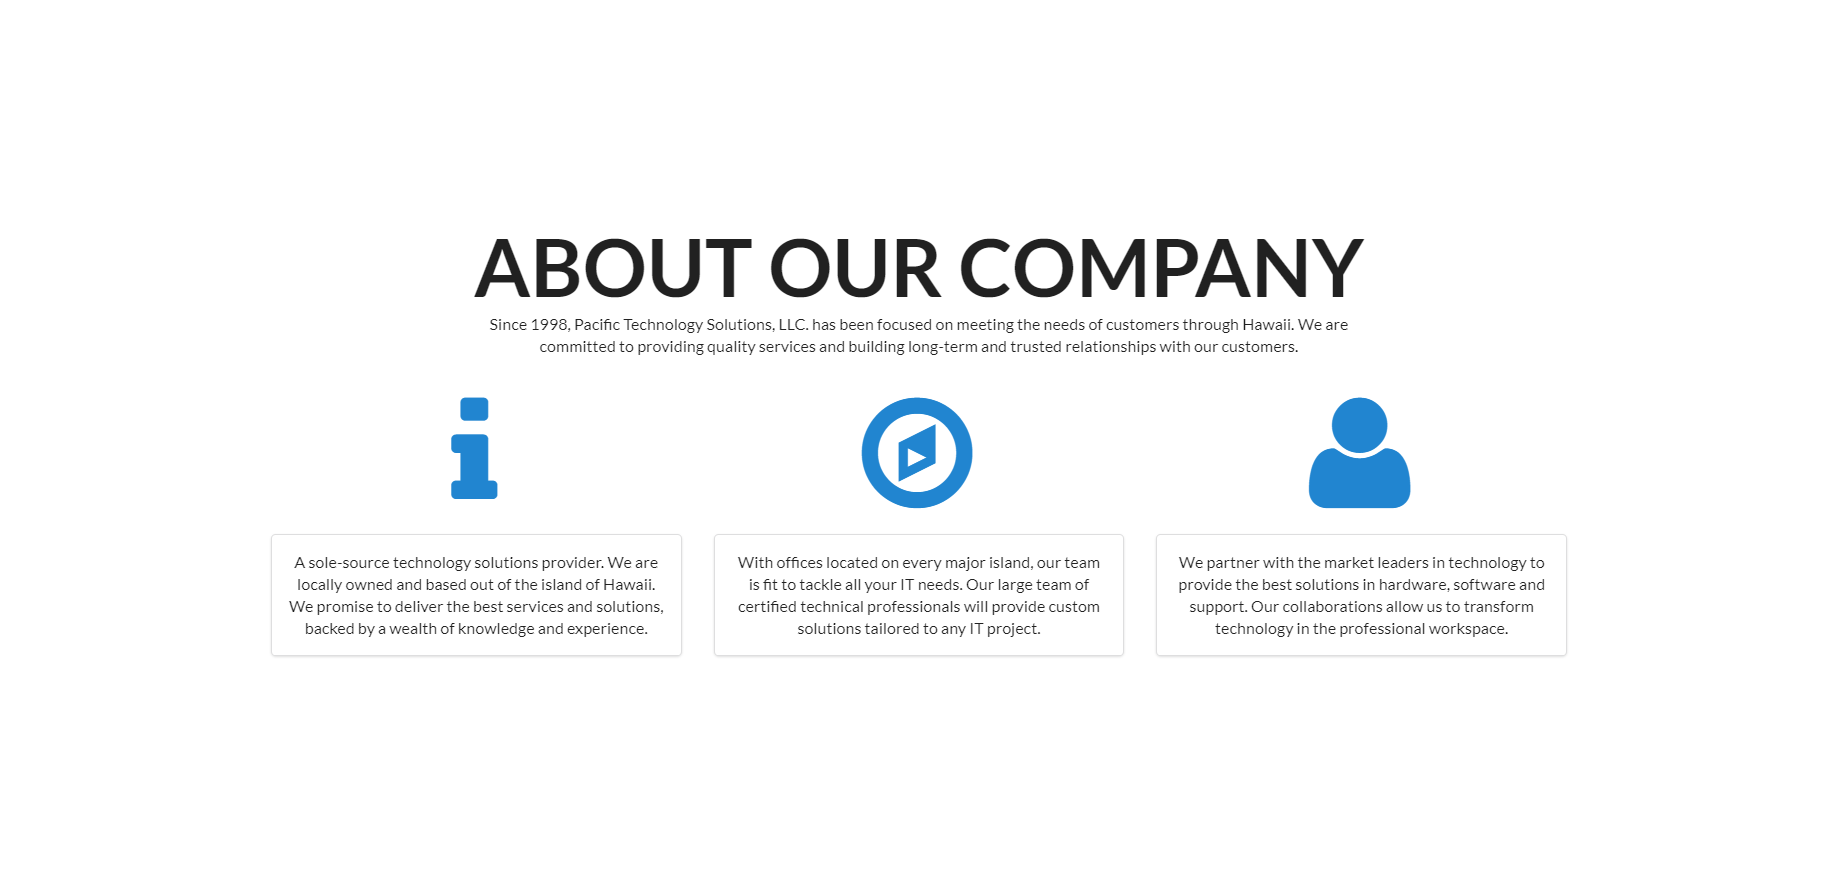 ABOUT OUR COMPANY
Since 1998, Pacific Technology Solutions, LLC. has been focused on meeting the needs of customers through Hawaii. We are
committed to providing quality services and building long-term and trusted relationships with our customers.
A sole-source technology solutions provider. We are
locally owned and based out of the island of Hawaii.
We promise to deliver the best services and solutions,
backed by a wealth of knowledge and experience.
With offices located on every major island, our team
is fit to tackle all your IT needs. Our large team of
certified technical professionals will provide custom
solutions tailored to any IT project.
We partner with the market leaders in technology to
provide the best solutions in hardware, software and
support. Our collaborations allow us to transform
technology in the professional workspace.